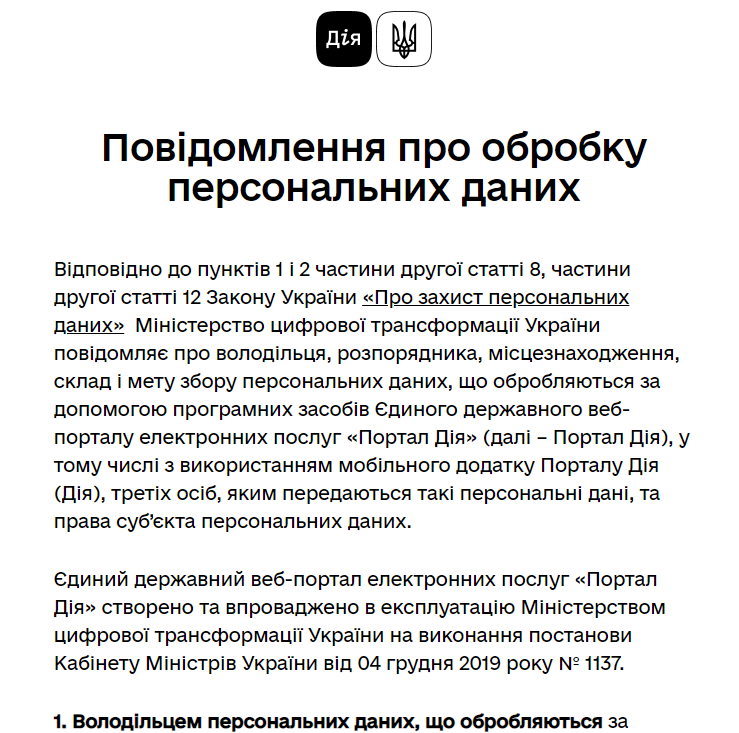 Дія
Повідомлення про обробку
персональних даних
Відповідно до пунктів 1 і 2 частини другої статті 8, частини
другої статті 12 Закону України «Про захист персональних
даних» Міністерство цифрової трансформації України
повідомляє про володільця, розпорядника, місцезнаходження,
склад і мету збору персональних даних, що обробляються за
допомогою програмних засобів Єдиного державного веб-
порталу електронних послуг «Портал Дія» (далі – Портал Дія), у
тому числі з використанням мобільного додатку Порталу Дія
(Дія), третіх осіб, яким передаються такі персональні дані, та
права суб’єкта персональних даних.
Єдиний державний веб-портал електронних послуг «Портал
Дія» створено та впроваджено в експлуатацію Міністерством
цифрової трансформації України на виконання постанови
Кабінету Міністрів України від 04 грудня 2019 року № 1137.
1. Володільцем персональних даних, що обробляються за